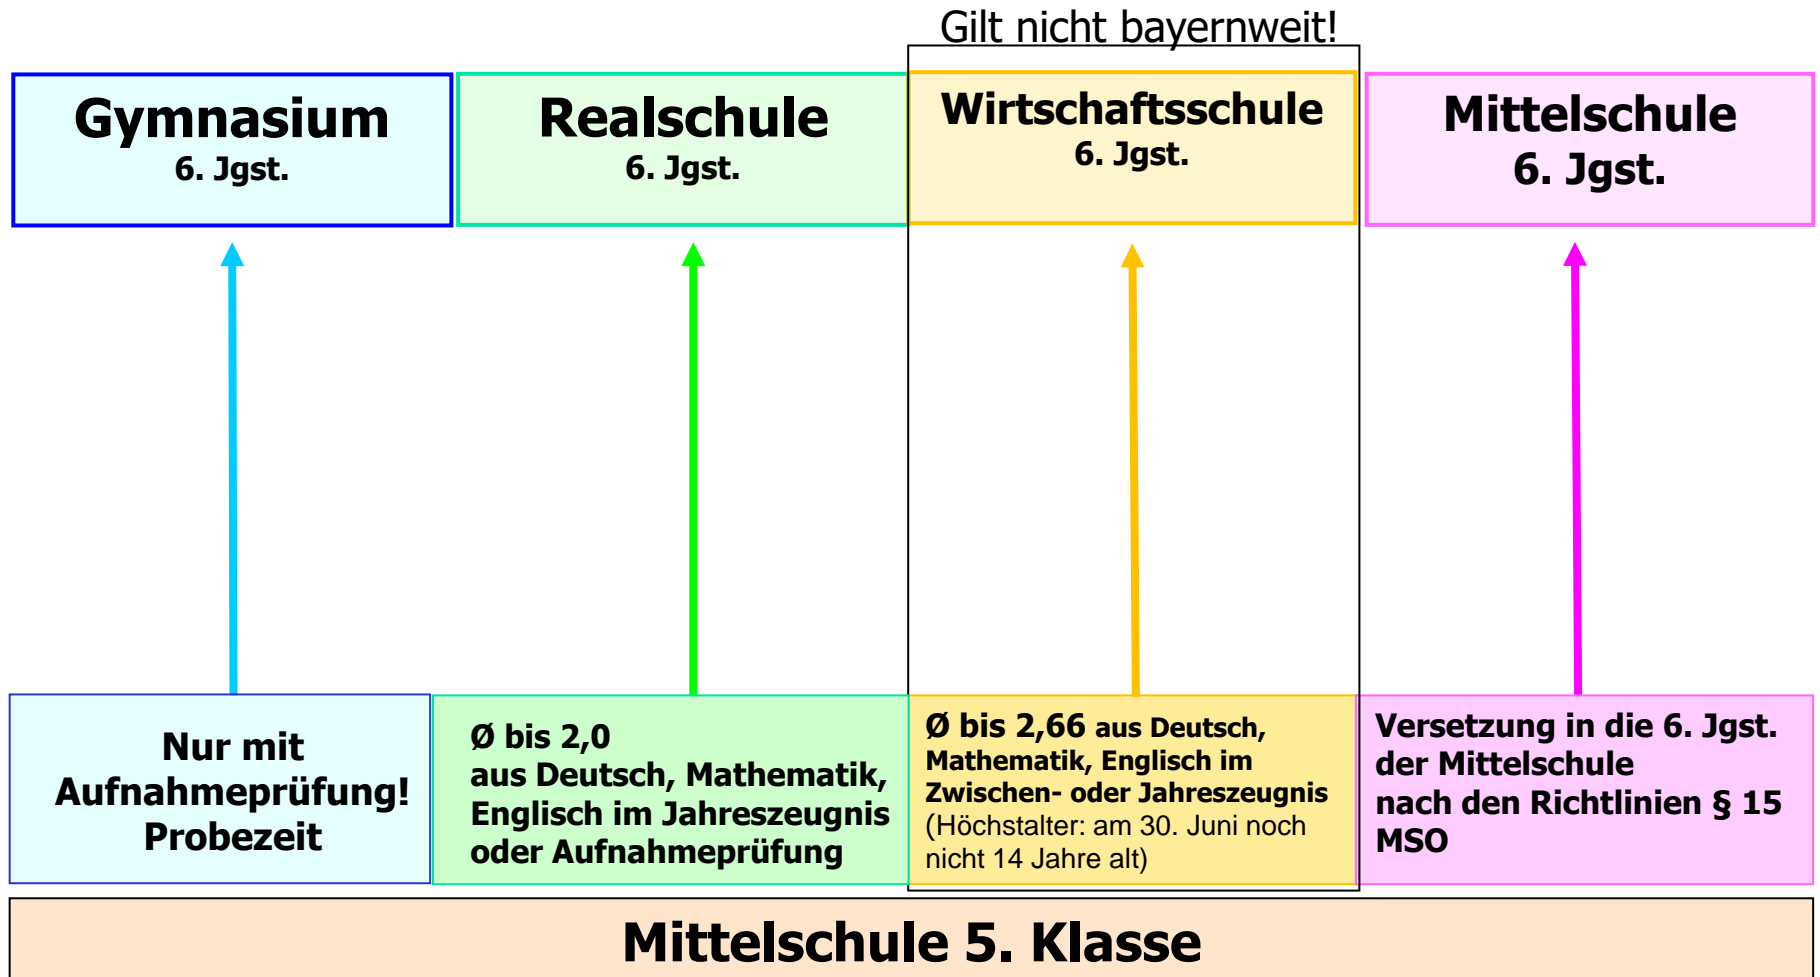 Gilt nicht bayernweit!
Gymnasium
6. Jgst.
Realschule
6. Jgst.
Wirtschaftsschule
6. Jgst.
Mittelschule
6. Jgst.
Nur mit
Aufnahmeprüfung!
Probezeit
Ø bis 2,0
aus Deutsch, Mathematik,
Englisch im Jahreszeugnis
oder Aufnahmeprüfung
Ø bis 2,66 aus Deutsch,
Mathematik, Englisch im
Zwischen- oder Jahreszeugnis
(Höchstalter: am 30. Juni noch
nicht 14 Jahre alt)
Versetzung in die 6. Jgst.
der Mittelschule
nach den Richtlinien § 15
MSO
Mittelschule 5. Klasse